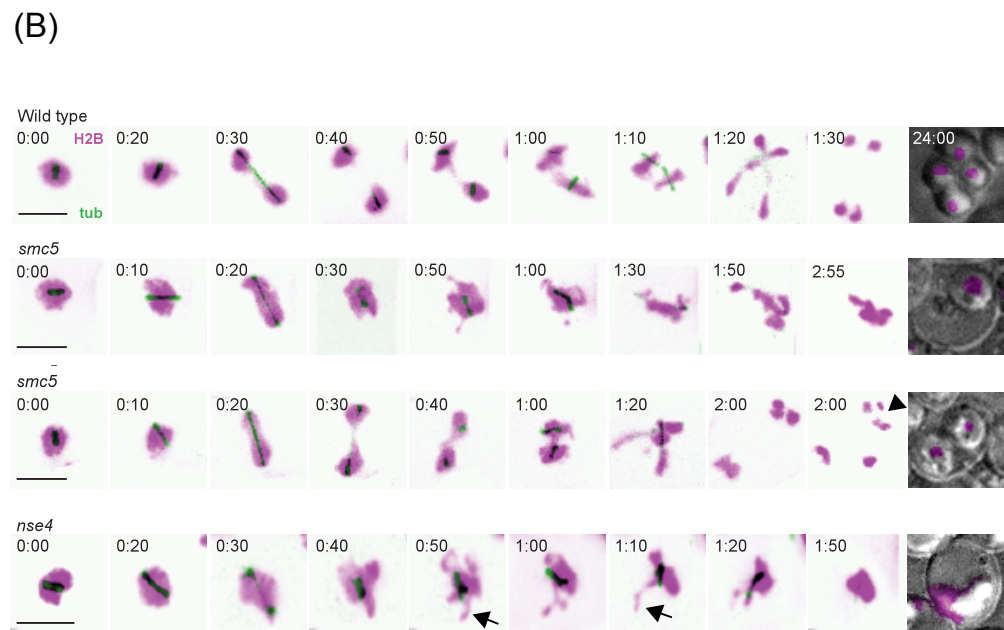 (B)
Wild type
0:00 H2B 0:20 0:30 0:40 0:50 1:00 1:10 1:20 1:30 24:00
tub
smc5
0:00 0:10 0:20 0:30 0:50 1:00 1:30 1:50 2:55
smc5
0:00 0:10 0:20 0:30 0:40 1:00 1:20 2:00 2:00
nse4
0:00 0:20 0:30 0:40 0:50 1:00 1:10 1:20 1:50